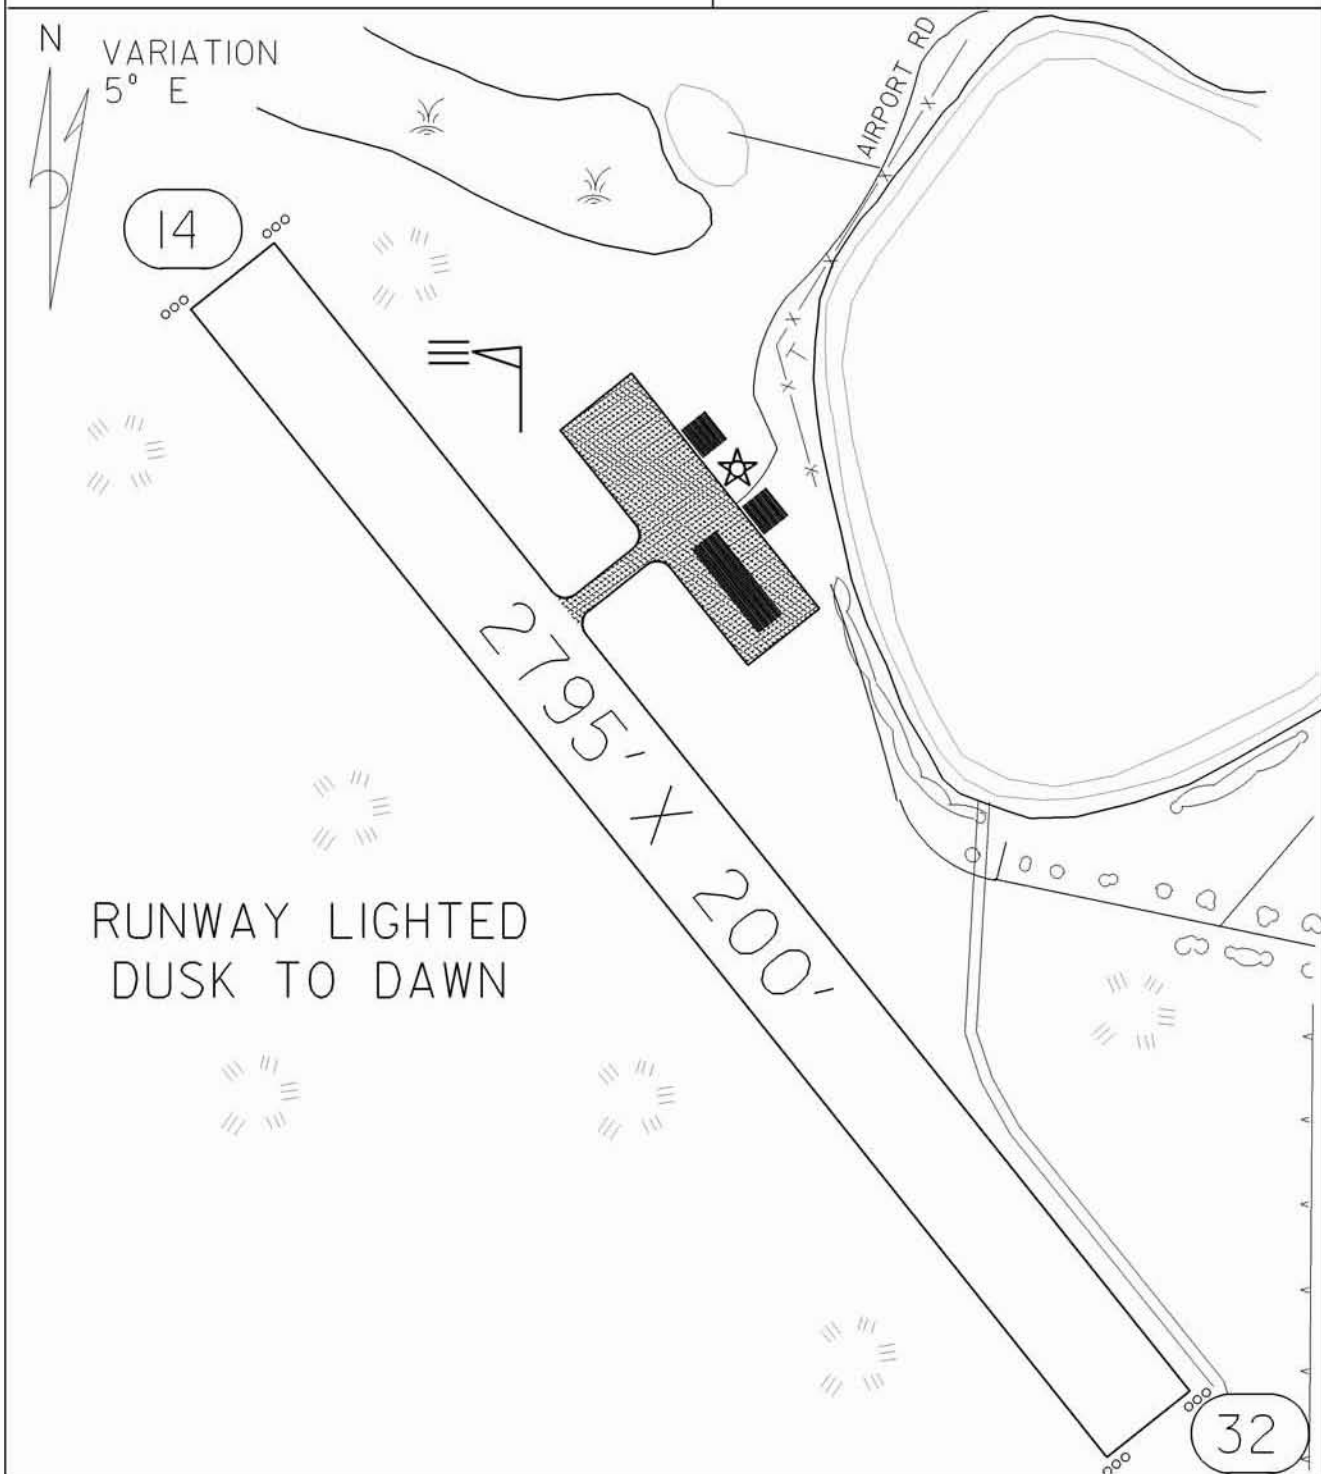 N
VARIATION
5° E
AIRPORT RD
14
2795' X 200'
RUNWAY LIGHTED
DUSK TO DAWN
32